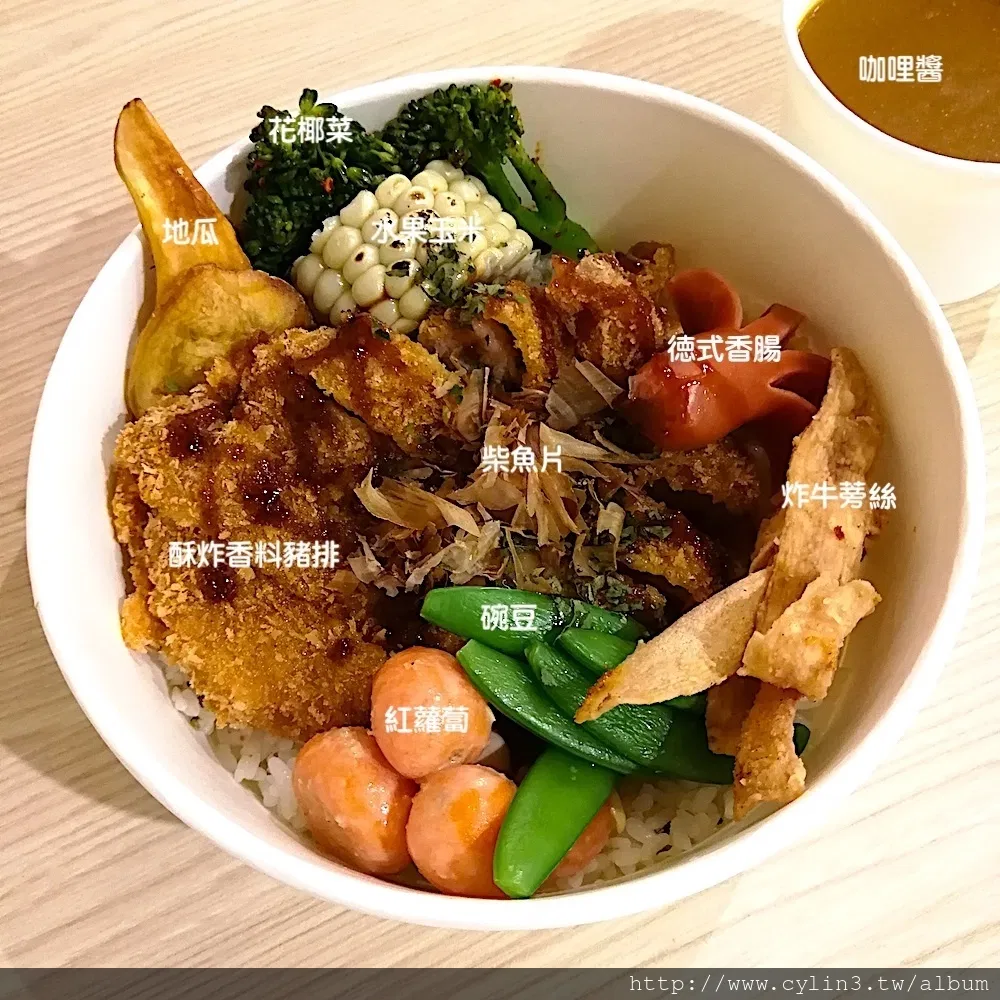 咖哩醬
花椰菜
地瓜
水果玉米
德式香腸
柴魚片
炸牛蒡絲
酥炸香料豬排
碗豆
紅蘿蔔
http://www.cylin3.tw/album